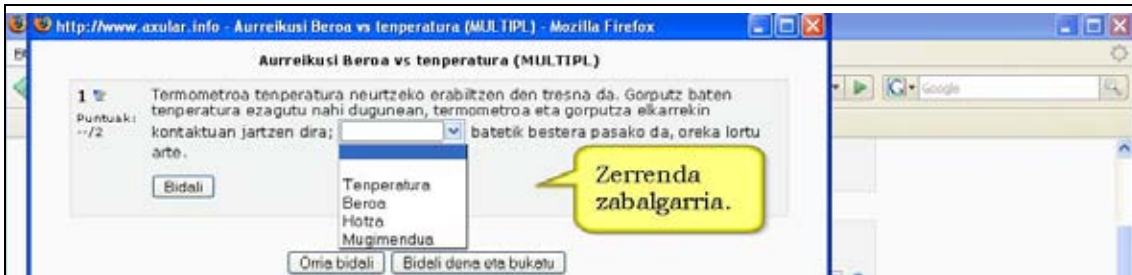 http://www.axular.info - Aurreikusi Beroa vs tenperatura (MULTIPL) - Mozilla Firefox
Aurreikusi Beroa vs tenperatura (MULTIPL)
Google
1
Puntuak:
--/2
Termometroa tenperatura neurtzeko erabiltzen den tresna da. Gorputz baten
tenperatura ezagutu nahi dugunean, termometroa eta gorputza elkarrekin
kontaktuan jartzen dira; batetik bestera pasako da, oreka lortu
arte.
Bidali
Tenperatura
Beroa
Hotza
Mugimendua
Zerrenda
zabalgarria.
Orria bidali
Bidali dena eta bukatu